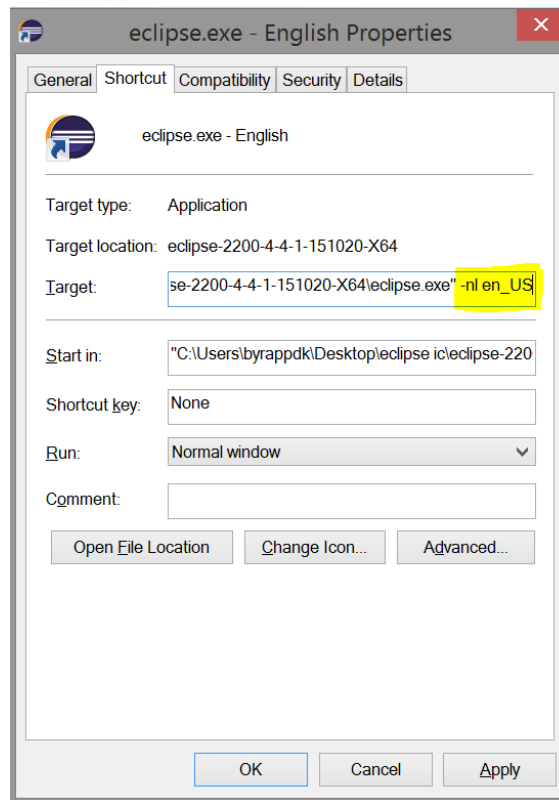 eclipse.exe - English Properties
General Shortcut Compatibility Security Details
eclipse.exe - English
Target type: Application
Target location: eclipse-2200-4-4-1-151020-X64
Target: se-2200-4-4-1-151020-X64\eclipse.exe" -nl en_US
Start in: "C:\Users\byrappdk\Desktop\eclipse ic\eclipse-220
Shortcut key: None
Run: Normal window
Comment:
Open File Location Change Icon... Advanced...
OK Cancel Apply